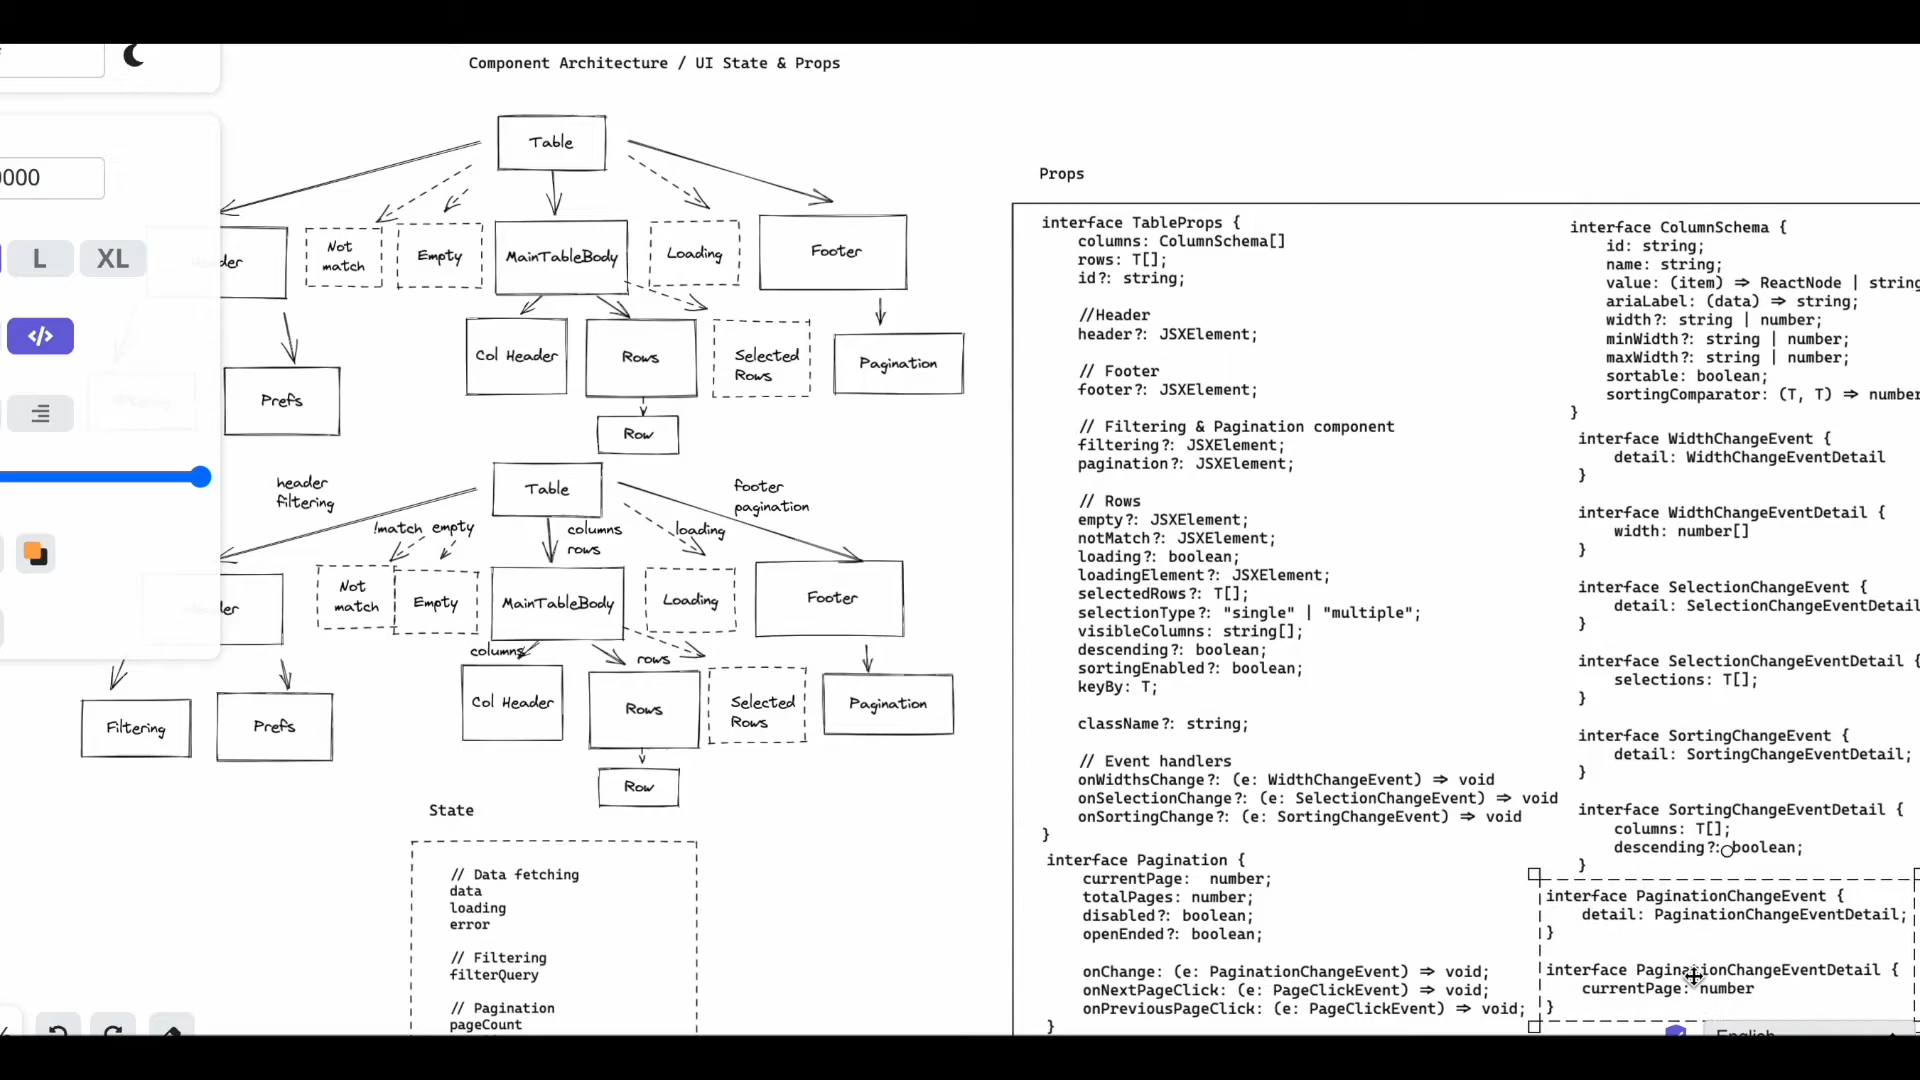 Component Architecture / UI State & Props
0000
L XL
Table
Not
match
Empty
MainTableBody
Loading
Footer
Col Header
Rows
Selected
Rows
Pagination
Prefs
Row
header
filtering
Table
footer
pagination
!match empty
columns
rows
loading
Not
match
Empty
MainTableBody
Loading
Footer
columns
rows
Filtering
Prefs
Col Header
Rows
Selected
Rows
Pagination
Row
State
// Data fetching
data
loading
error
// Filtering
filterQuery
// Pagination
pageCount
Props
interface TableProps {
columns: ColumnSchema[]
rows: T[];
id?: string;
//Header
header?: JSXElement;
// Footer
footer?: JSXElement;
// Filtering & Pagination component
filtering?: JSXElement;
pagination?: JSXElement;
// Rows
empty?: JSXElement;
notMatch?: JSXElement;
loading?: boolean;
loadingElement?: JSXElement;
selectedRows?: T[];
selectionType?: "single" | "multiple";
visibleColumns: string[];
descending?: boolean;
sortingEnabled?: boolean;
keyBy: T;
className?: string;
// Event handlers
onWidthsChange?: (e: WidthChangeEvent) => void
onSelectionChange?: (e: SelectionChangeEvent) => void
onSortingChange?: (e: SortingChangeEvent) => void
}
interface Pagination {
currentPage: number;
totalPages: number;
disabled?: boolean;
openEnded?: boolean;
onChange: (e: PaginationChangeEvent) => void;
onNextPageClick: (e: PageClickEvent) => void;
onPreviousPageClick: (e: PageClickEvent) => void;
}
interface ColumnSchema {
id: string;
name: string;
value: (item) => ReactNode | string
ariaLabel: (data) => string;
width?: string | number;
minWidth?: string | number;
maxWidth?: string | number;
sortable: boolean;
sortingComparator: (T, T) => number
}
interface WidthChangeEvent {
detail: WidthChangeEventDetail
}
interface WidthChangeEventDetail {
width: number[]
}
interface SelectionChangeEvent {
detail: SelectionChangeEventDetail
}
interface SelectionChangeEventDetail {
selections: T[];
}
interface SortingChangeEvent {
detail: SortingChangeEventDetail;
}
interface SortingChangeEventDetail {
columns: T[];
descending?: boolean;
}
interface PaginationChangeEvent {
detail: PaginationChangeEventDetail;
}
interface PaginationChangeEventDetail {
currentPage: number
}
English